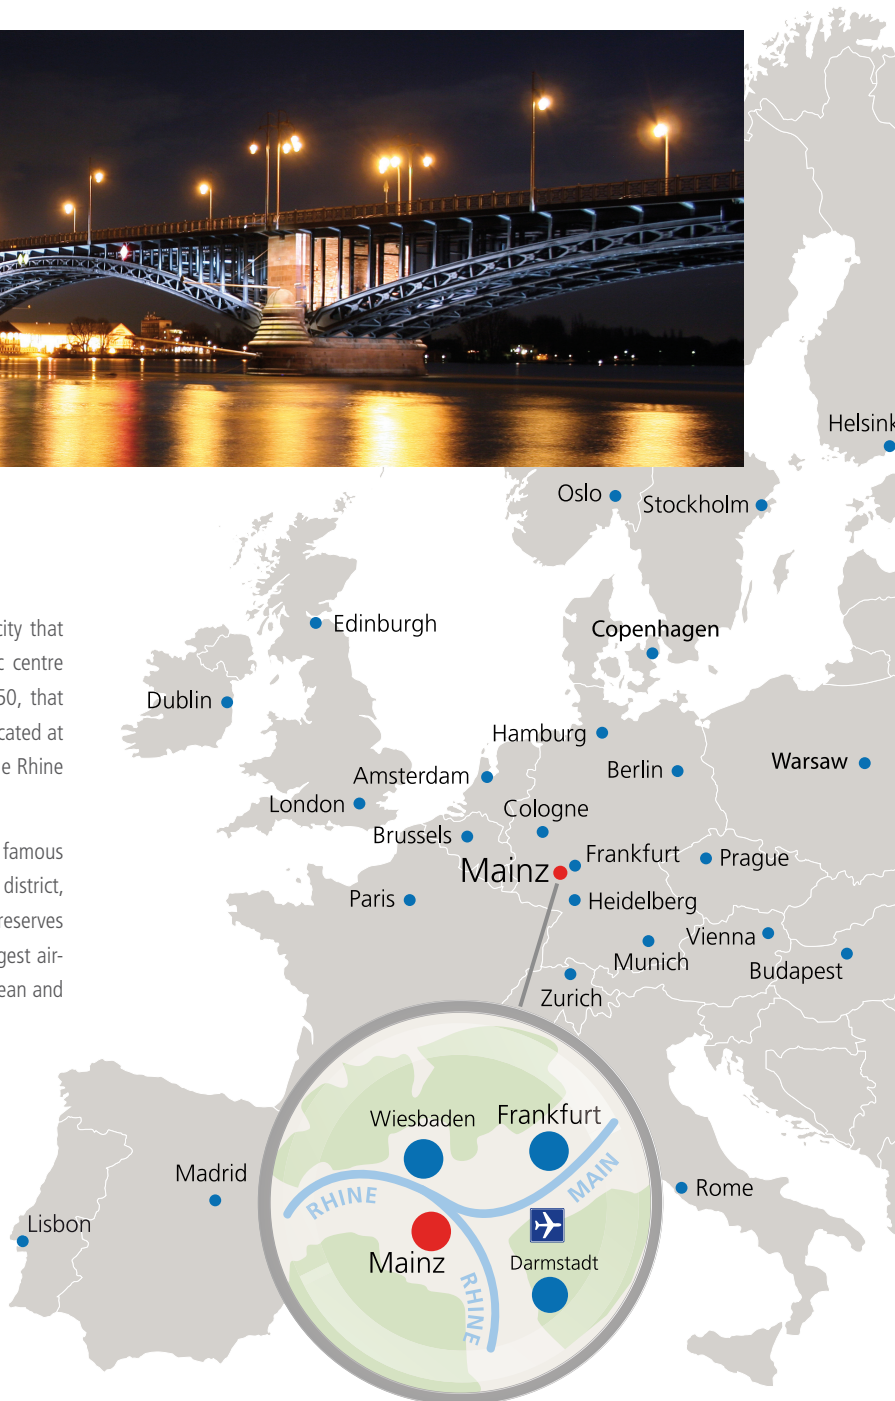 Helsink
Oslo
Stockholm
city that
c centre
50, that
cated at
e Rhine
famous
district,
reserves
gest air-
ean and
Edinburgh
Copenhagen
Dublin
Hamburg
Berlin
Warsaw
Amsterdam
London
Cologne
Brussels
Mainz
Frankfurt
Prague
Paris
Heidelberg
Vienna
Munich
Budapest
Zurich
Wiesbaden
Frankfurt
MAIN
RHINE
Mainz
RHINE
Darmstadt
Madrid
Lisbon
Rome